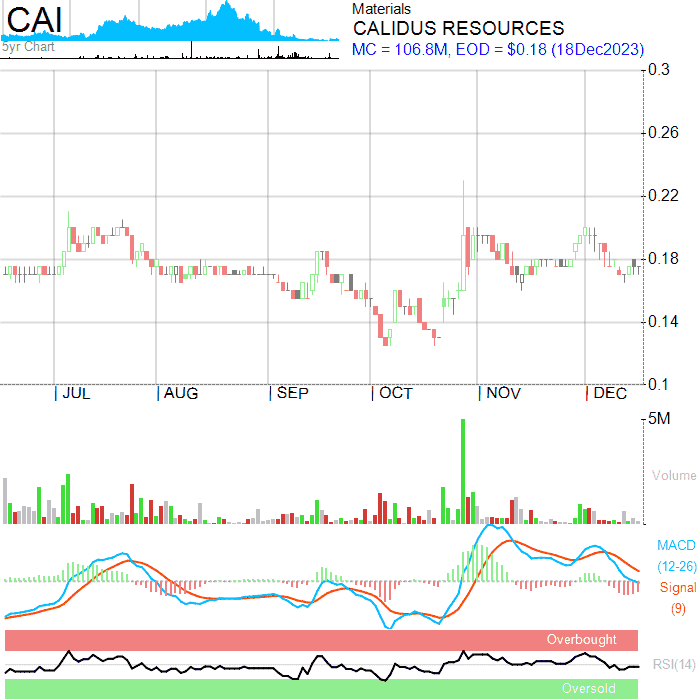 CAI
5yr Chart
Materials
CALIDUS RESOURCES
MC = 106.8M, EOD = $0.18 (18Dec2023)
0.3
0.26
0.22
0.18
0.14
0.1
JUL AUG SEP OCT NOV DEC
5M
Volume
MACD
(12-26)
Signal
(9)
Overbought
RSI(14)
Oversold